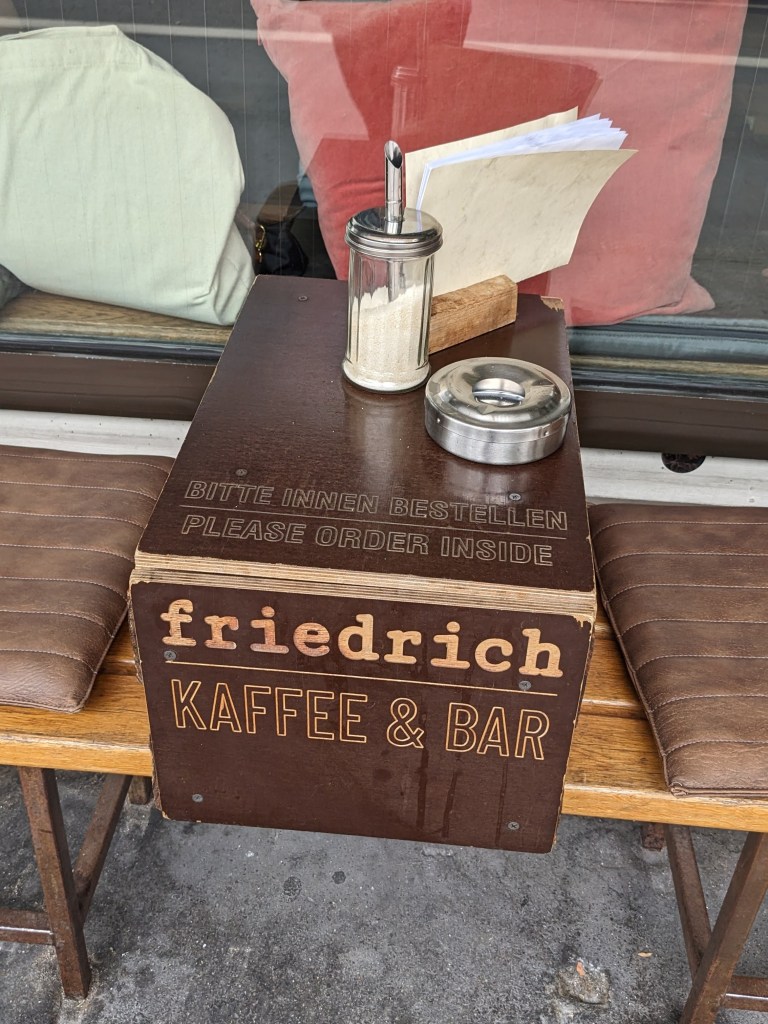 BITTE INNEN BESTELLEN
PLEASE ORDER INSIDE
friedrich
KAFFEE & BAR